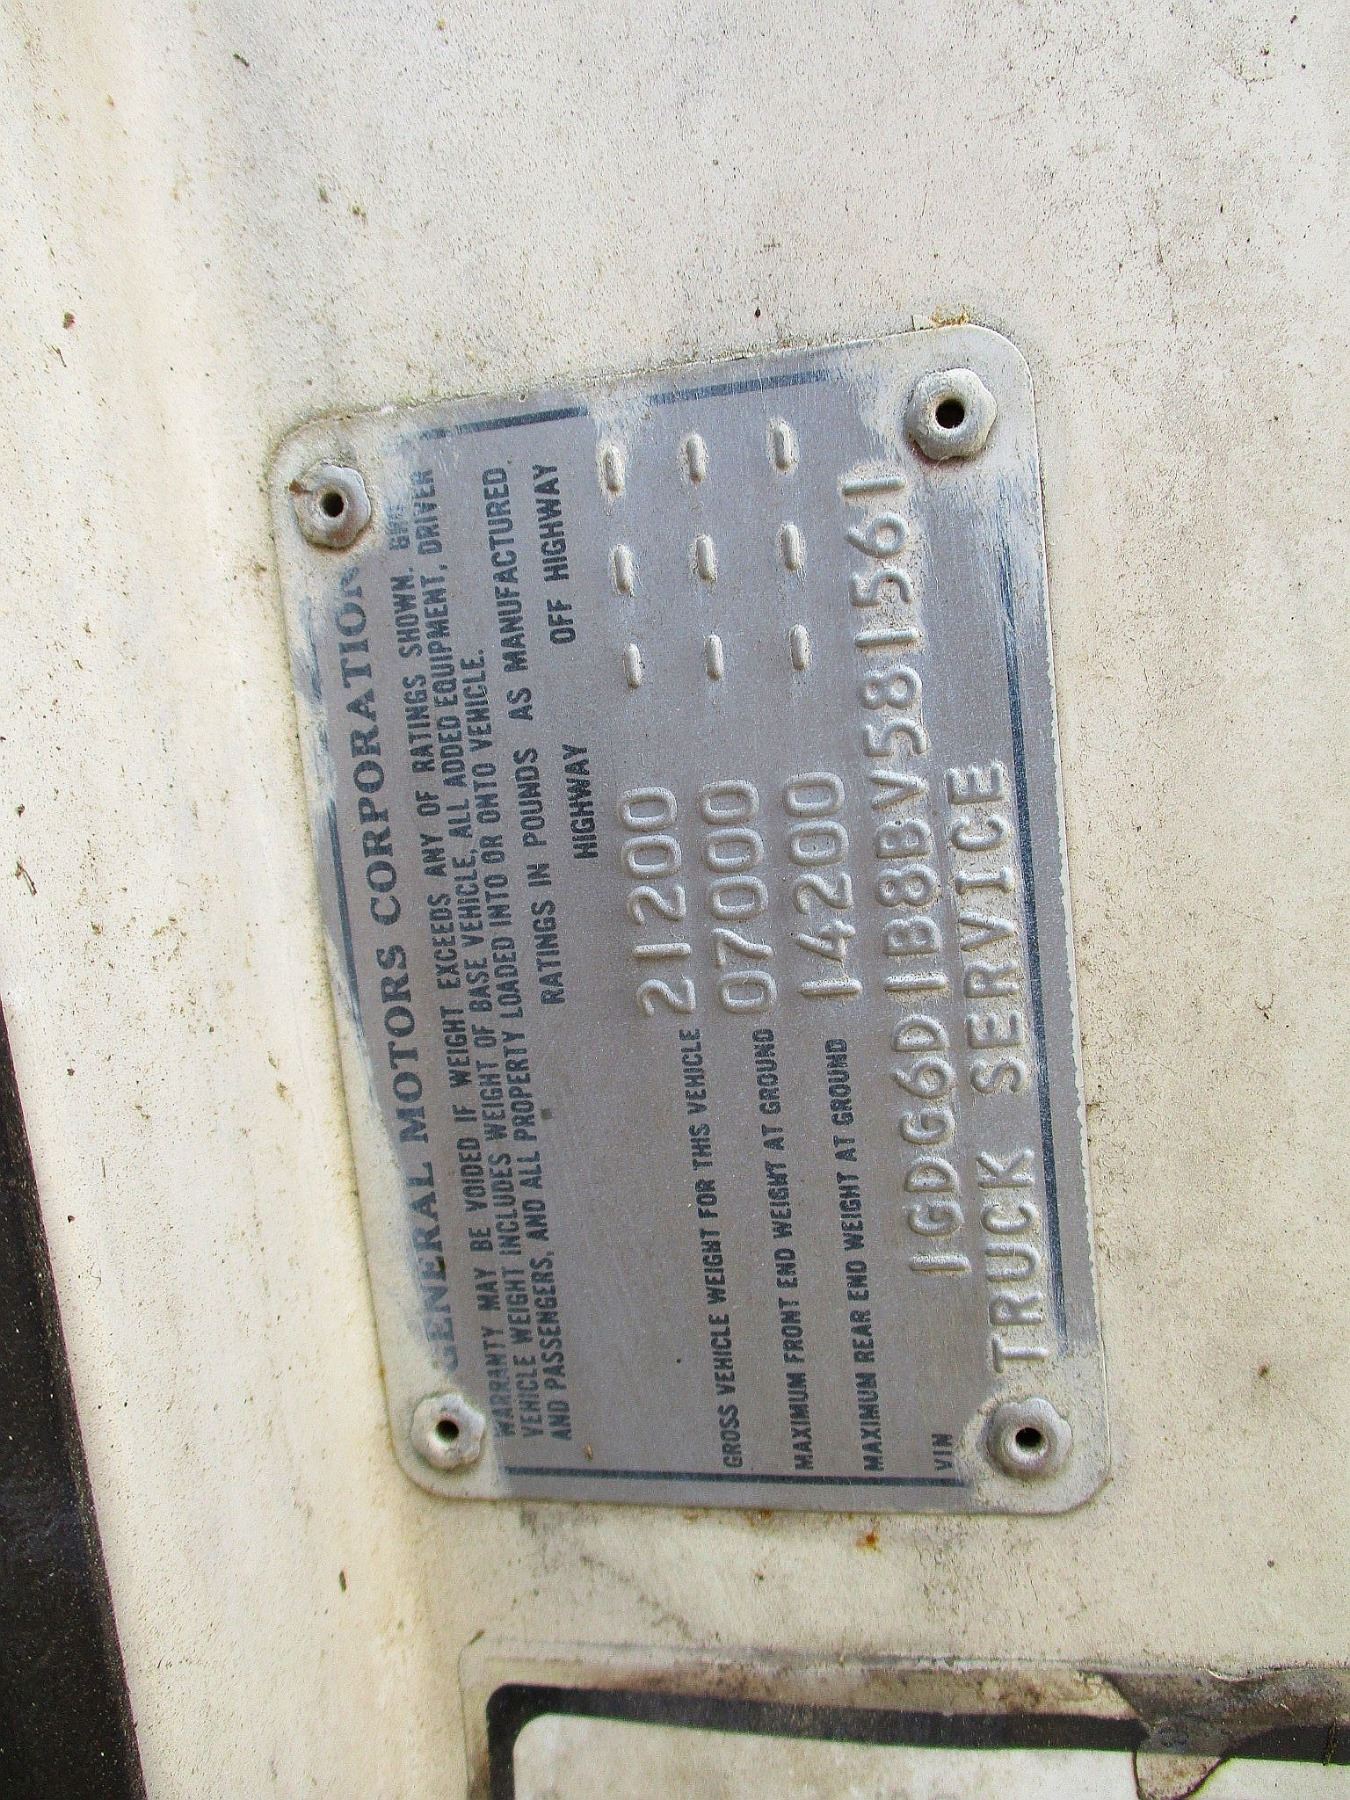 GENERAL MOTORS CORPORATION
WARRANTY MAY BE VOIDED IF WEIGHT EXCEEDS ANY OF RATINGS SHOWN.
VEHICLE WEIGHT INCLUDES WEIGHT OF BASE VEHICLE, ALL ADDED EQUIPMENT, DRIVER
AND PASSENGERS, AND ALL PROPERTY LOADED INTO OR ONTO VEHICLE.
RATINGS IN POUNDS AS MANUFACTURED
HIGHWAY OFF HIGHWAY
GROSS VEHICLE WEIGHT FOR THIS VEHICLE 21200 - - -
MAXIMUM FRONT END WEIGHT AT GROUND 07000 - - -
MAXIMUM REAR END WEIGHT AT GROUND 14200 - - -
VIN 1GDG6D1B8BV581561
TRUCK SERVICE